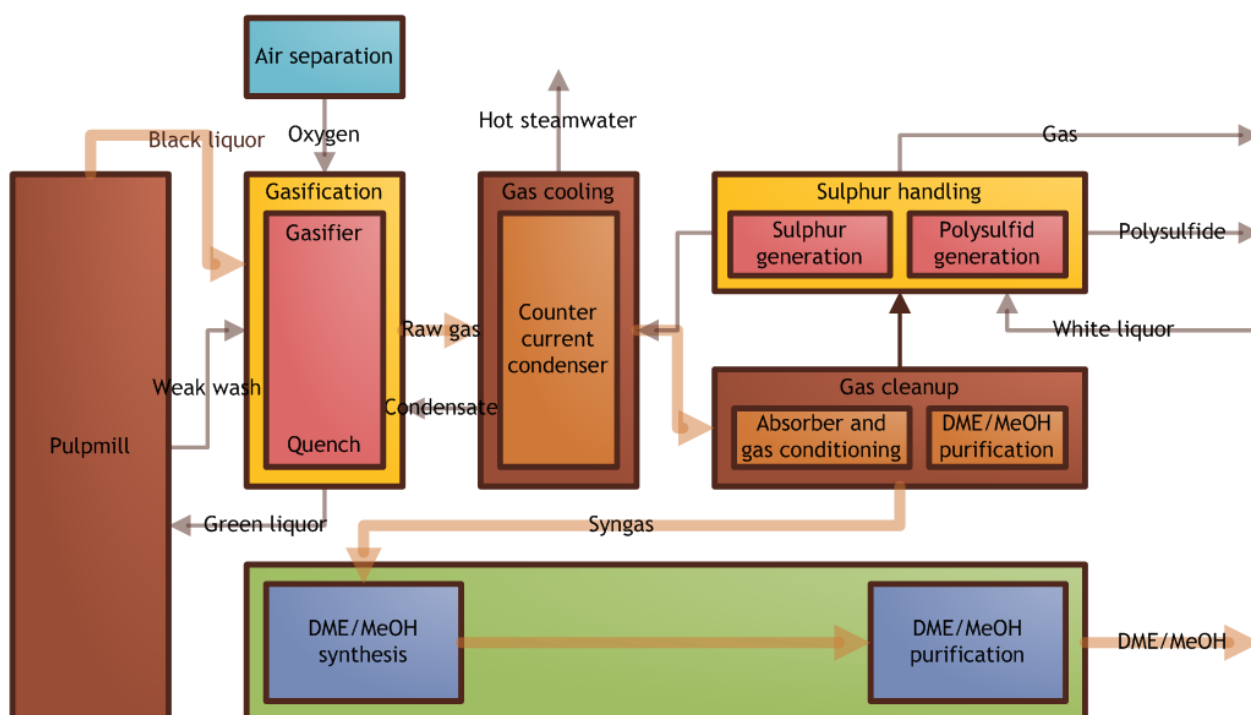 Air separation
Black liquor
Oxygen
Hot steamwater
Gas
Gasification
Gas cooling
Sulphur handling
Gasifier
Sulphur
generation
Polysulfid
generation
Polysulfide
Raw gas
Counter
current
condenser
White liquor
Weak wash
Condensate
Gas cleanup
Pulpmill
Quench
Absorber and
gas conditioning
DME/MeOH
purification
Green liquor
Syngas
DME/MeOH
synthesis
DME/MeOH
purification
DME/MeOH